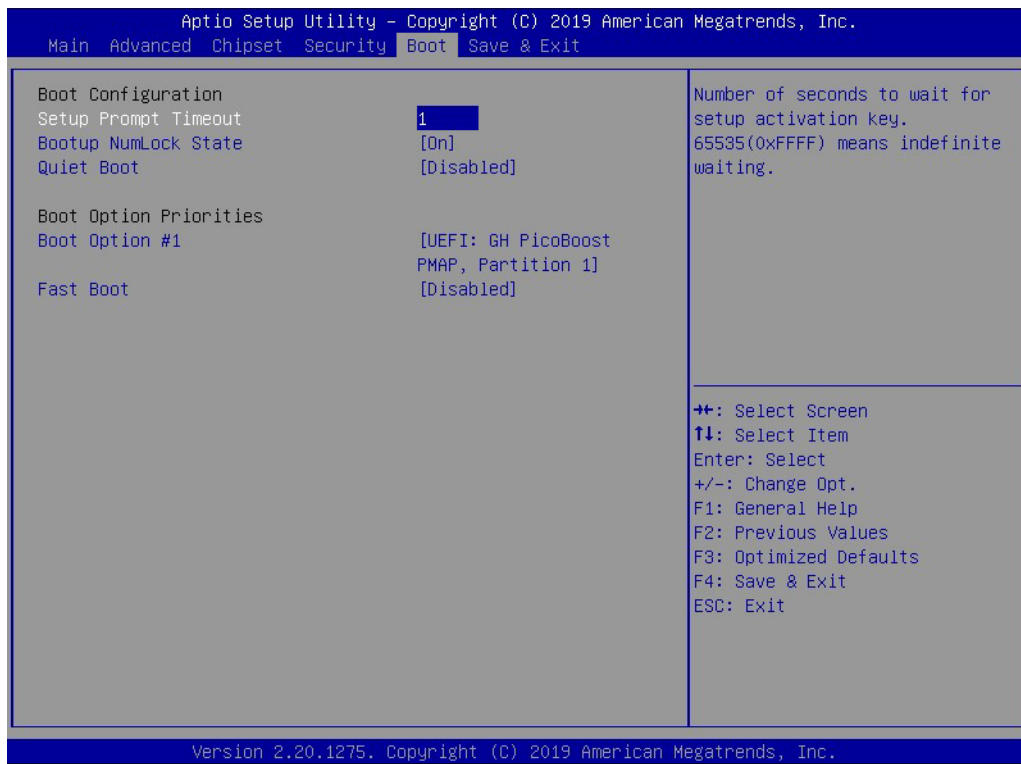 Aptio Setup Utility – Copyright (C) 2019 American Megatrends, Inc.
Main Advanced Chipset Security Boot Save & Exit
Boot Configuration
Setup Prompt Timeout 1
Bootup NumLock State [On]
Quiet Boot [Disabled]
Boot Option Priorities
Boot Option #1 [UEFI: GH PicoBoost
PMAP, Partition 1]
Fast Boot [Disabled]
Number of seconds to wait for
setup activation key.
65535(0xFFFF) means indefinite
waiting.
→←: Select Screen
↑↓: Select Item
Enter: Select
+/-: Change Opt.
F1: General Help
F2: Previous Values
F3: Optimized Defaults
F4: Save & Exit
ESC: Exit
Version 2.20.1275. Copyright (C) 2019 American Megatrends, Inc.